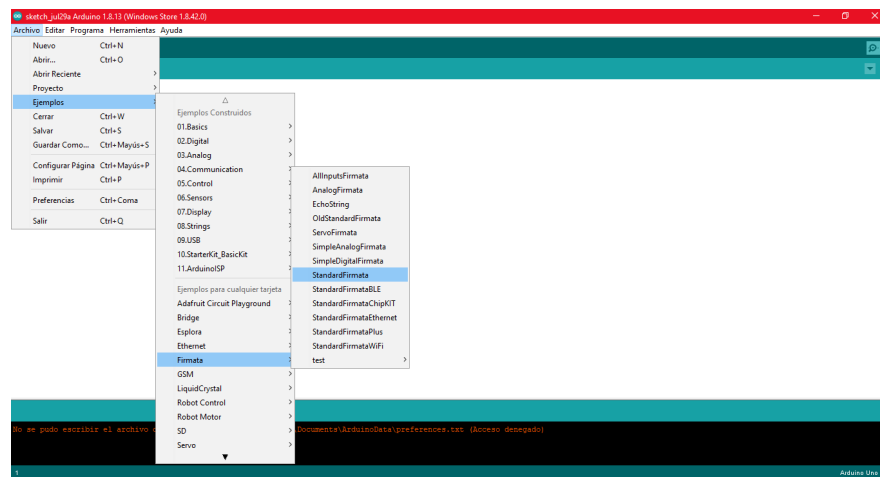 sketch_jul29a Arduino 1.8.13 (Windows Store 1.8.42.0)
Archivo Editar Programa Herramientas Ayuda
Nuevo Ctrl+N
Abrir... Ctrl+O
Abrir Reciente
Proyecto
Ejemplos
Cerrar Ctrl+W
Salvar Ctrl+S
Guardar Como... Ctrl+Mayús+S
Configurar Página Ctrl+Mayús+P
Imprimir Ctrl+P
Preferencias Ctrl+Coma
Salir Ctrl+Q
Ejemplos Construidos
01.Basics
02.Digital
03.Analog
04.Communication
05.Control
06.Sensors
07.Display
08.Strings
09.USB
10.StarterKit_BasicKit
11.ArduinoISP
Ejemplos para cualquier tarjeta
Adafruit Circuit Playground
Bridge
Esplora
Ethernet
Firmata
GSM
LiquidCrystal
Robot Control
Robot Motor
SD
Servo
AllInputsFirmata
AnalogFirmata
EchoString
OldStandardFirmata
ServoFirmata
SimpleAnalogFirmata
SimpleDigitalFirmata
StandardFirmata
StandardFirmataBLE
StandardFirmataChipKIT
StandardFirmataEthernet
StandardFirmataPlus
StandardFirmataWiFi
test
No se pudo escribir el archivo Documents\ArduinoData\preferences.txt (Acceso denegado)
1 Arduino Uno